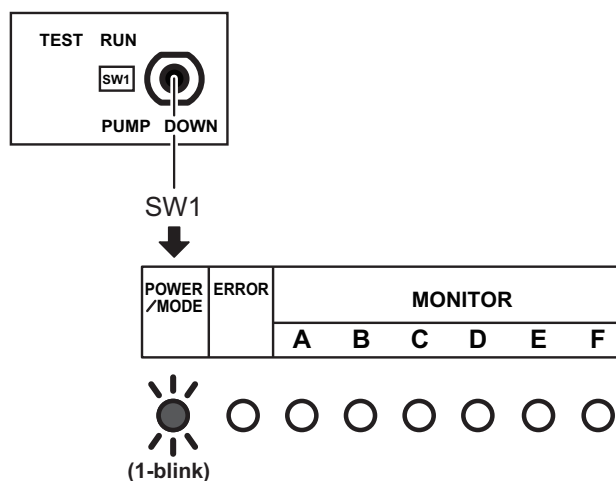 TEST RUN
SW1
PUMP DOWN
SW1
POWER
/MODE
ERROR
MONITOR
A B C D E F
(1-blink)